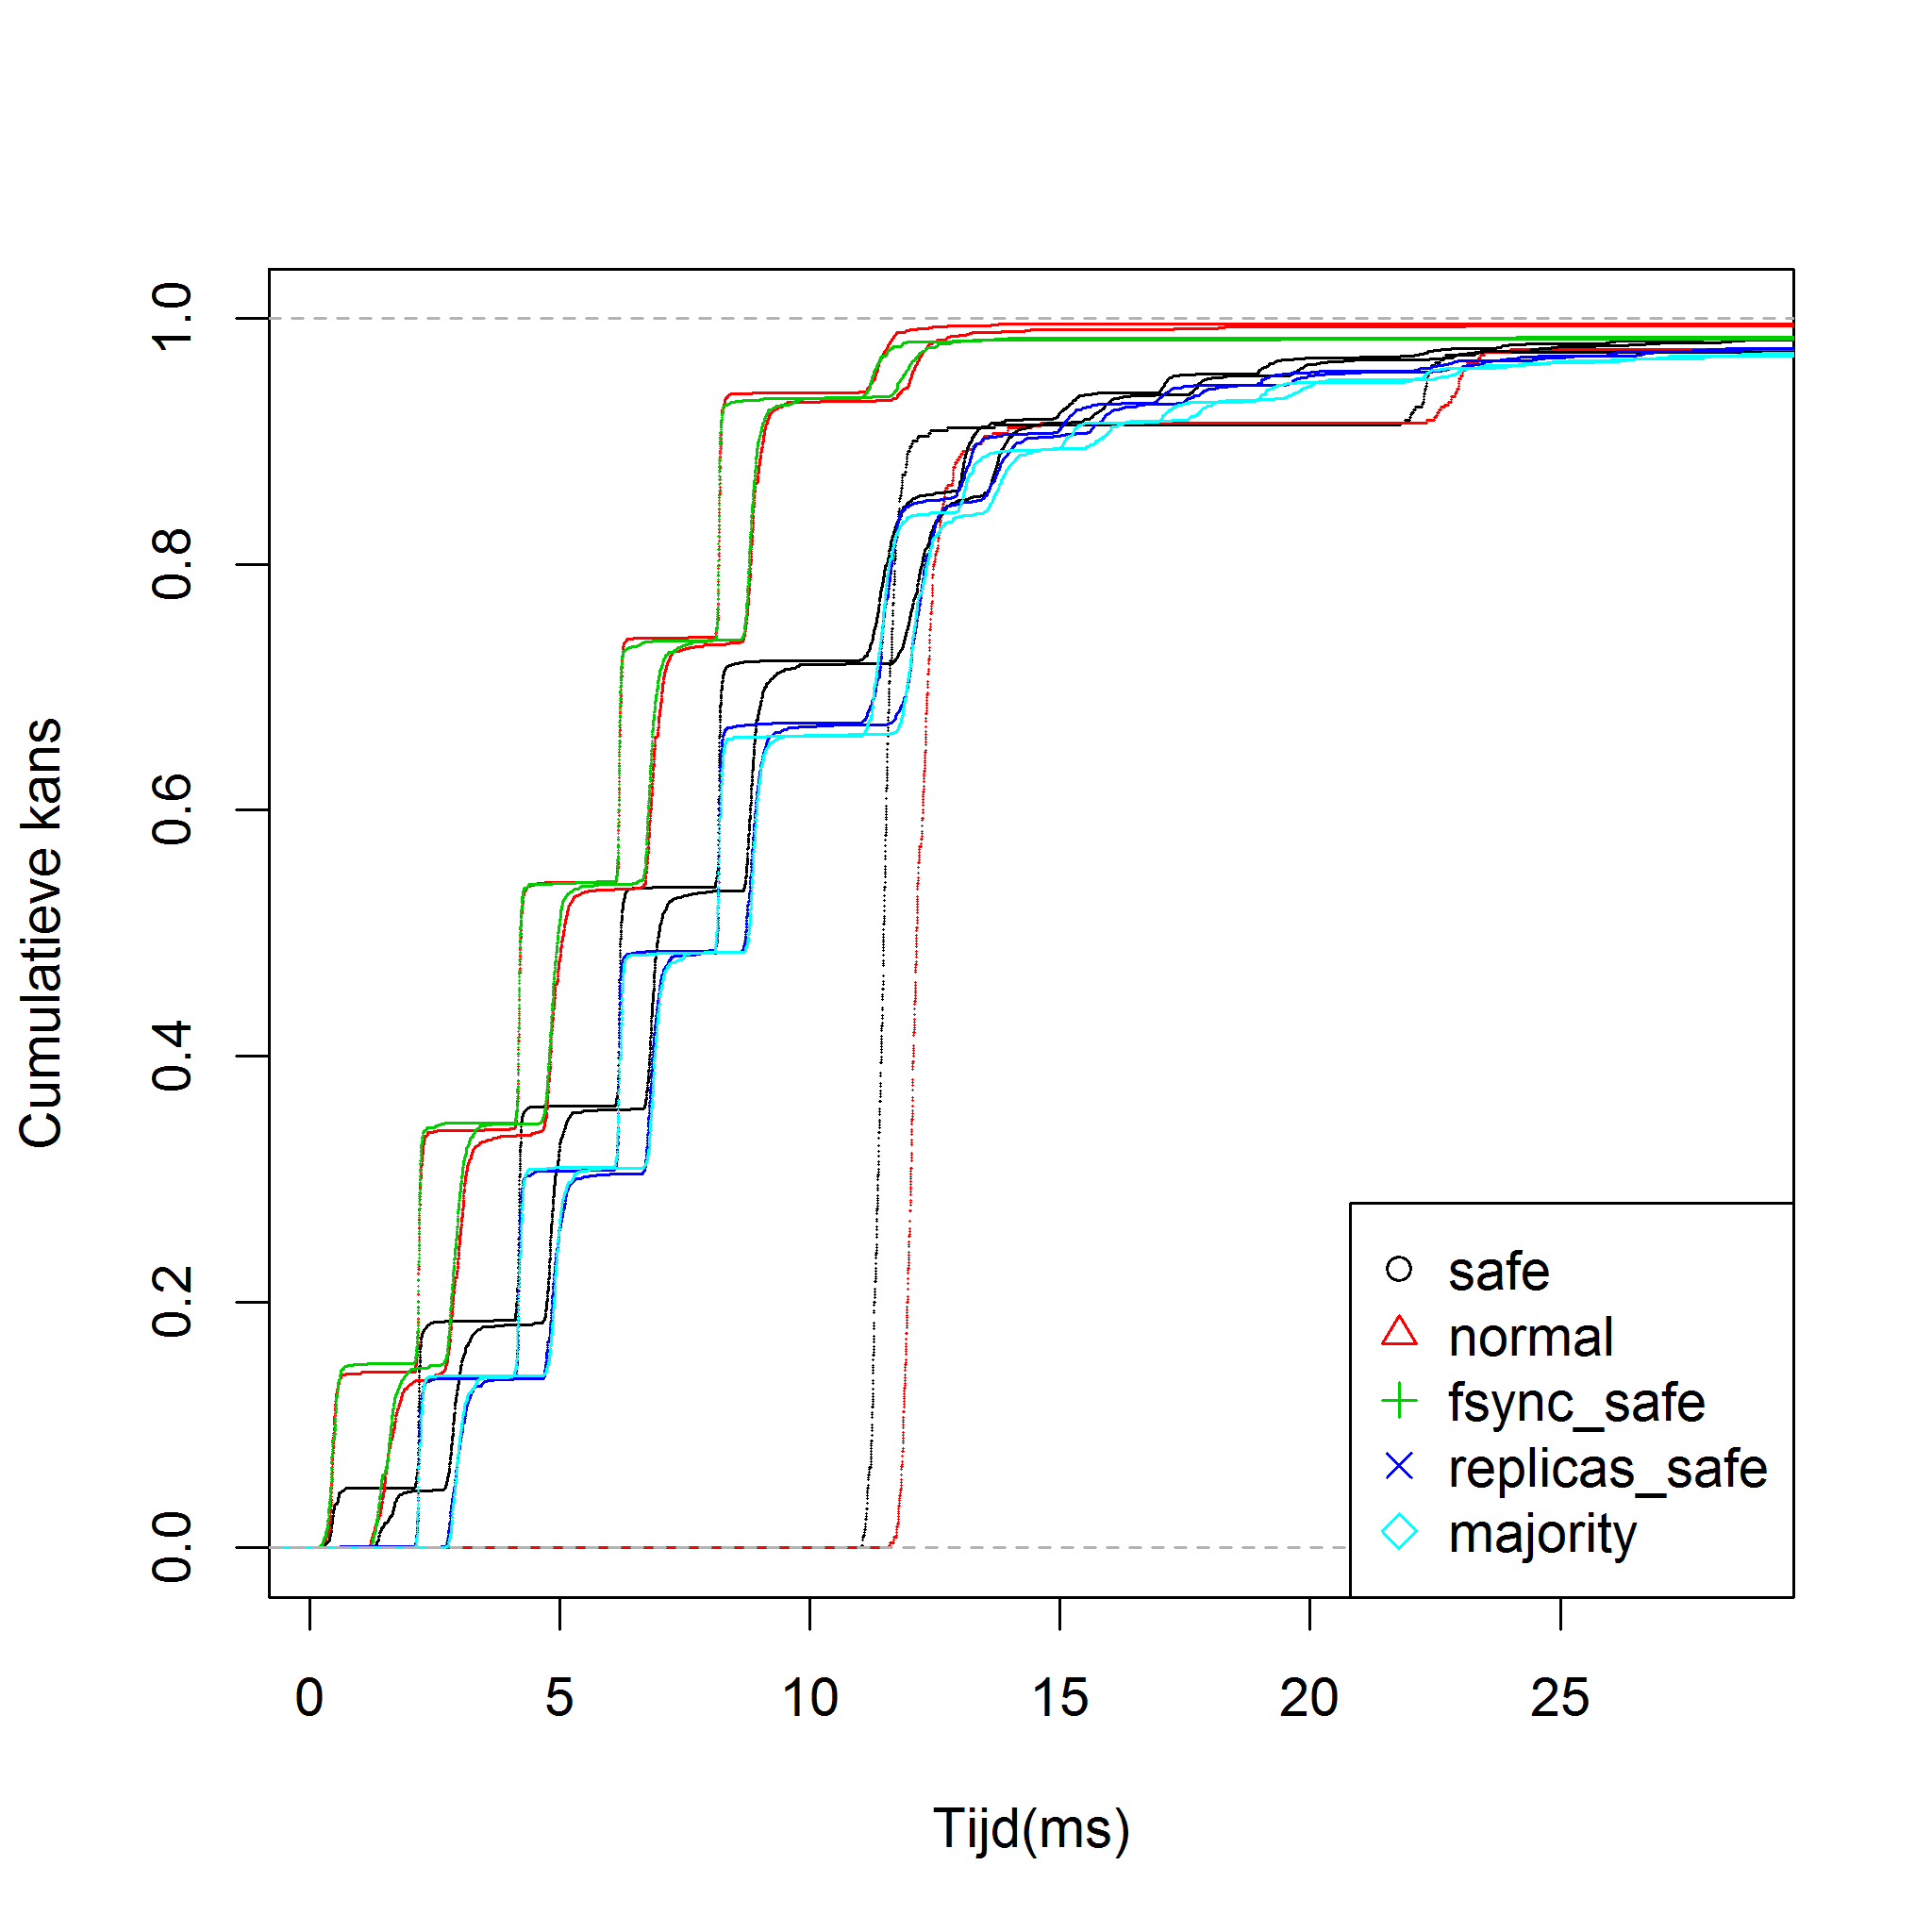 Cumulatieve kans
1.0
0.8
0.6
0.4
0.2
0.0
safe
normal
fsync_safe
replicas_safe
majority
0 5 10 15 20 25
Tijd(ms)